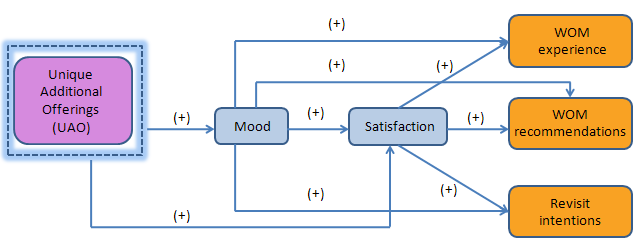 Unique
Additional
Offerings
(UAO)
(+)
Mood
(+)
Satisfaction
(+)
(+)
(+)
(+)
(+)
(+)
(+)
WOM
experience
WOM
recommendations
Revisit
intentions